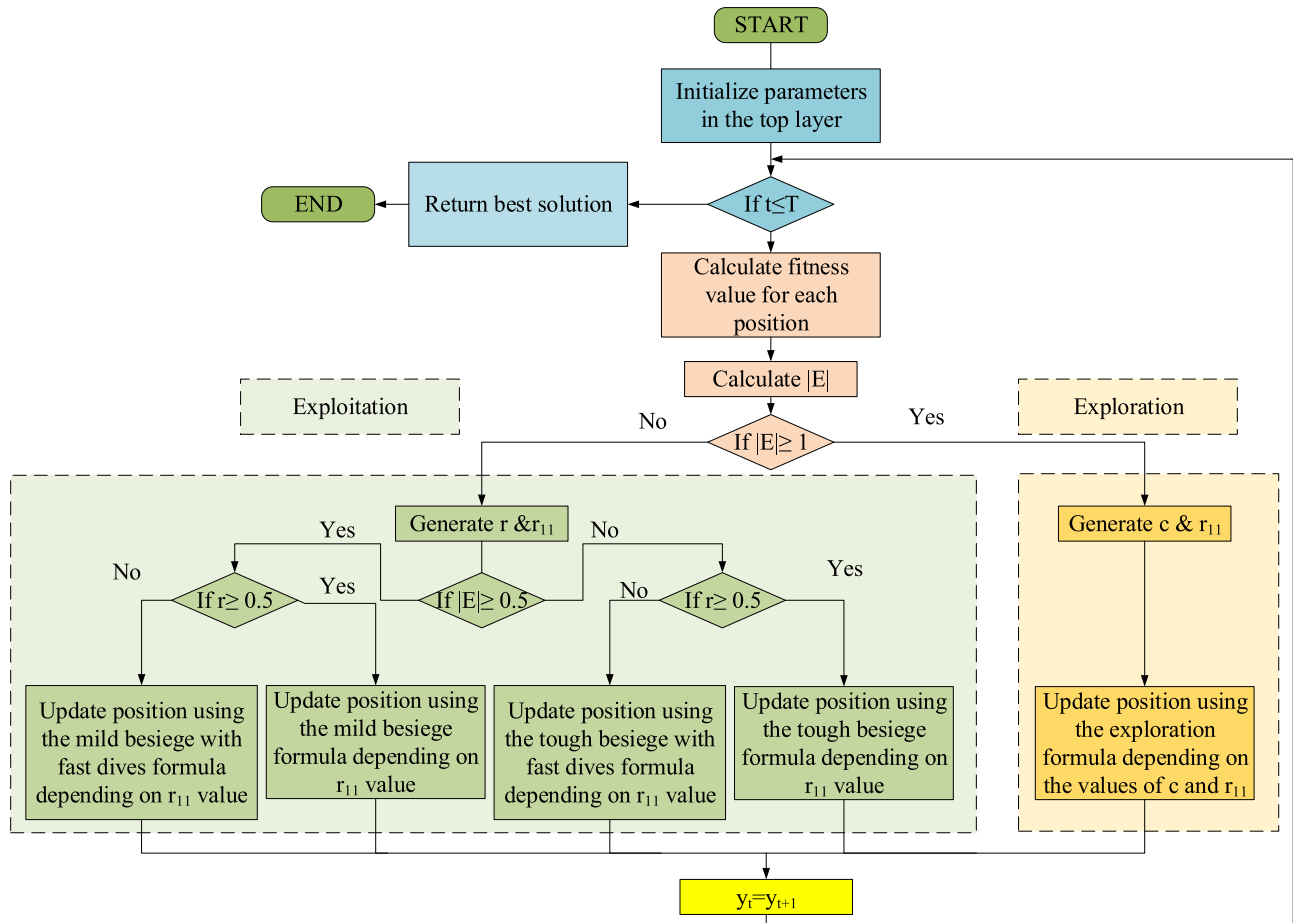 START
Initialize parameters
in the top layer
If t≤T
Return best solution
END
Calculate fitness
value for each
position
Calculate |E|
Exploitation
Exploration
No
Yes
If |E|≥ 1
Generate r &r₁₁
Generate c & r₁₁
Yes
No
No
Yes
Yes
No
If r≥ 0.5
If |E|≥ 0.5
If r≥ 0.5
Update position using
the mild besiege with
fast dives formula
depending on r₁₁ value
Update position using
the mild besiege
formula depending on
r₁₁ value
Update position using
the tough besiege with
fast dives formula
depending on r₁₁ value
Update position using
the tough besiege
formula depending on
r₁₁ value
Update position using
the exploration
formula depending on
the values of c and r₁₁
yₜ=yₜ₊₁